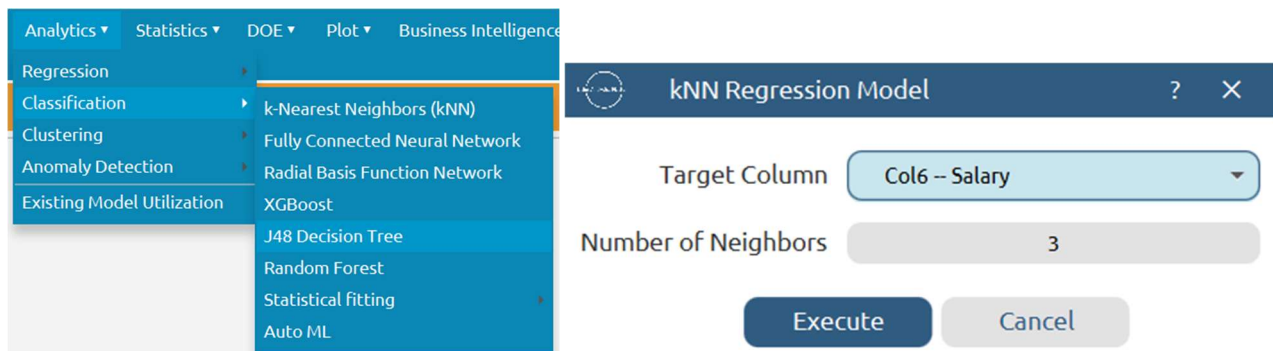 Analytics ▾ Statistics ▾ DOE ▾ Plot ▾ Business Intelligence
Regression
Classification
Clustering
Anomaly Detection
Existing Model Utilization
k-Nearest Neighbors (kNN)
Fully Connected Neural Network
Radial Basis Function Network
XGBoost
J48 Decision Tree
Random Forest
Statistical fitting
Auto ML
kNN Regression Model ? ×
Target Column Col6 -- Salary
Number of Neighbors 3
Execute Cancel